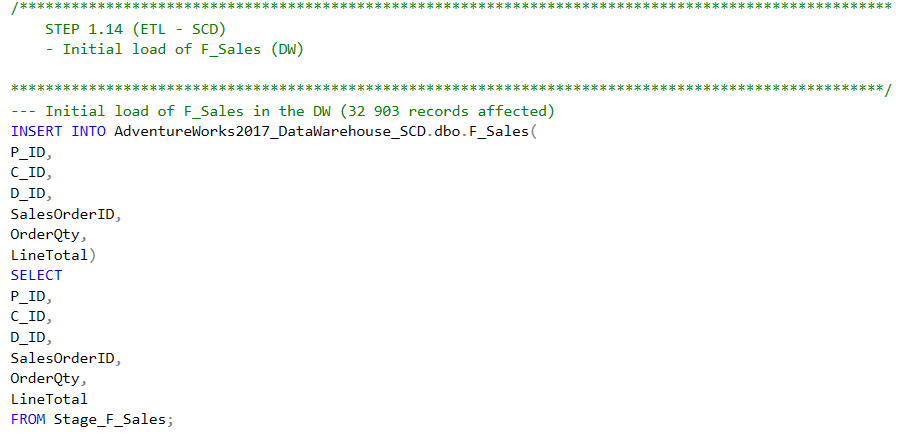 /****************************************************************************************************
STEP 1.14 (ETL - SCD)
- Initial load of F_Sales (DW)
****************************************************************************************************/
--- Initial load of F_Sales in the DW (32 903 records affected)
INSERT INTO AdventureWorks2017_DataWarehouse_SCD.dbo.F_Sales(
P_ID,
C_ID,
D_ID,
SalesOrderID,
OrderQty,
LineTotal)
SELECT
P_ID,
C_ID,
D_ID,
SalesOrderID,
OrderQty,
LineTotal
FROM Stage_F_Sales;